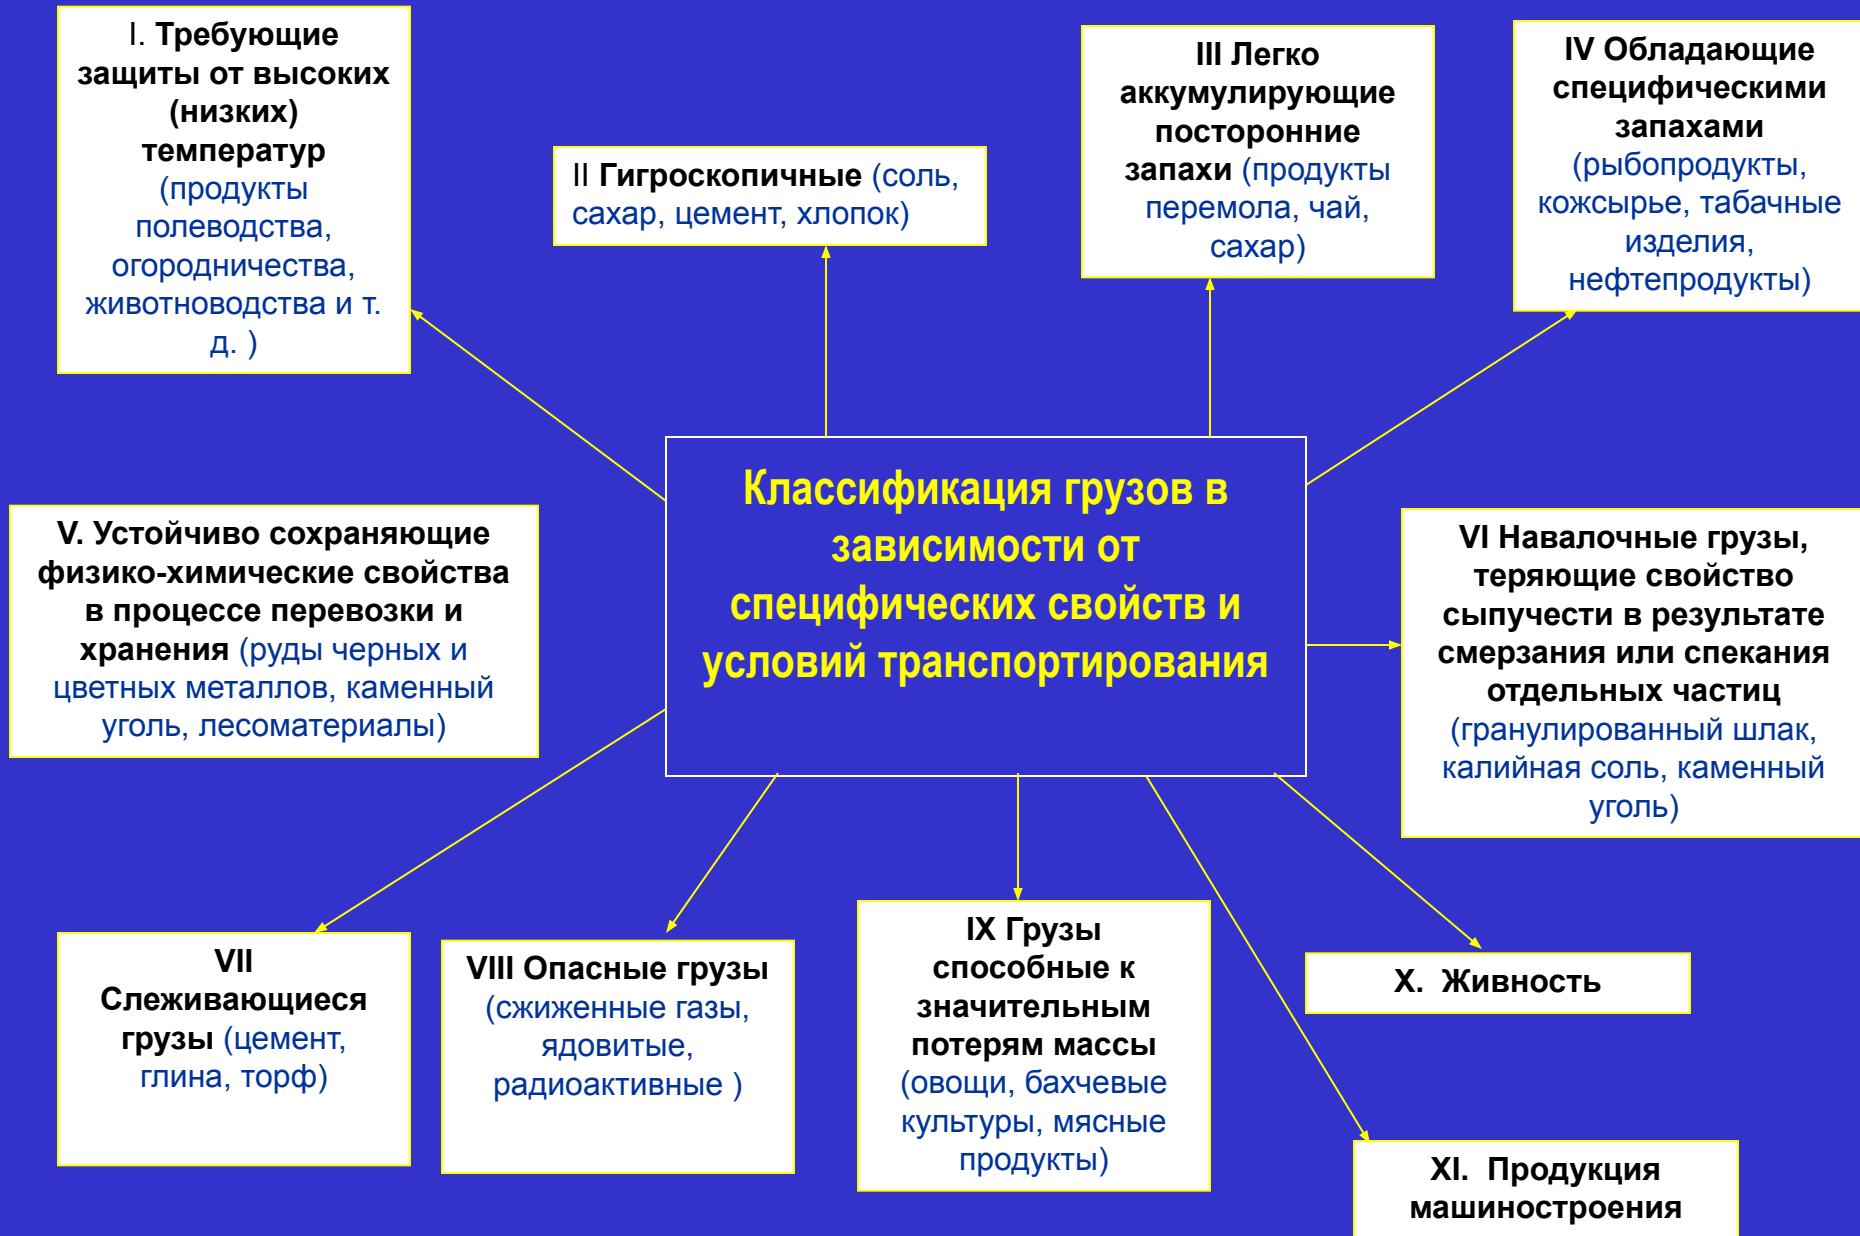 I. Требующие
защиты от высоких
(низких)
температур
(продукты
полеводства,
огородничества,
животноводства и т.
д. )
II Гигроскопичные (соль,
сахар, цемент, хлопок)
III Легко
аккумулирующие
посторонние
запахи (продукты
перемола, чай,
сахар)
IV Обладающие
специфическими
запахами
(рыбопродукты,
кожсырье, табачные
изделия,
нефтепродукты)
Классификация грузов в
зависимости от
специфических свойств и
условий транспортирования
V. Устойчиво сохраняющие
физико-химические свойства
в процессе перевозки и
хранения (руды черных и
цветных металлов, каменный
уголь, лесоматериалы)
VI Навалочные грузы,
теряющие свойство
сыпучести в результате
смерзания или спекания
отдельных частиц
(гранулированный шлак,
калийная соль, каменный
уголь)
VII
Слеживающиеся
грузы (цемент,
глина, торф)
VIII Опасные грузы
(сжиженные газы,
ядовитые,
радиоактивные )
IX Грузы
способные к
значительным
потерям массы
(овощи, бахчевые
культуры, мясные
продукты)
X. Живность
XI. Продукция
машиностроения